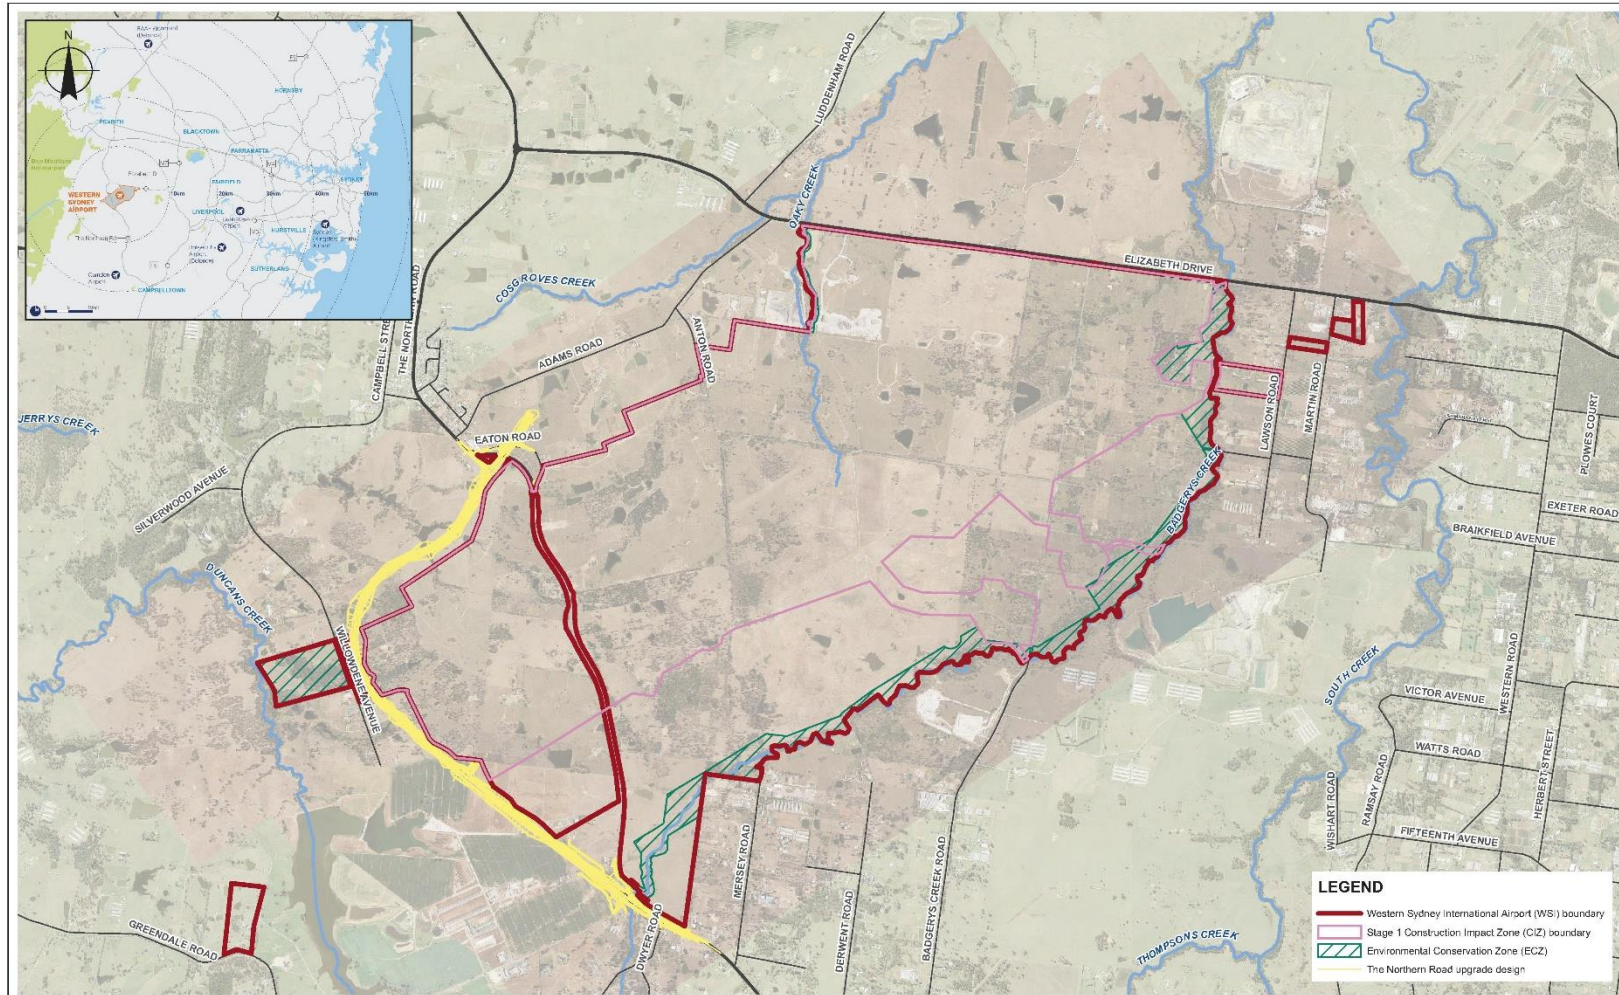 N
HORNSBY
PENRITH
BLACKTOWN
PARRAMATTA
FAIRFIELD
SYDNEY
WESTERN
SYDNEY
AIRPORT
10km
20km
30km
40km
LIVERPOOL
HURSTVILLE
SUTHERLAND
CAMPBELLTOWN
LUDDENHAM ROAD
OAKY CREEK
COSGROVES CREEK
ELIZABETH DRIVE
ADAMS ROAD
ANTON ROAD
EATON ROAD
JERRYS CREEK
SILVERWOOD AVENUE
DUNCANS CREEK
WILLOWDENE AVENUE
LAWSON ROAD
MARTIN ROAD
BADGERYS CREEK
PLOWES COURT
EXETER ROAD
BRAIKFIELD AVENUE
SOUTH CREEK
WESTERN ROAD
VICTOR AVENUE
WATTS ROAD
HERBERT STREET
RAMSAY ROAD
WISHART ROAD
FIFTEENTH AVENUE
MERSEY ROAD
DERWENT ROAD
BADGERYS CREEK ROAD
DWYER ROAD
GREENDALE ROAD
THOMPSONS CREEK
LEGEND
Western Sydney International Airport (WSI) boundary
Stage 1 Construction Impact Zone (CIZ) boundary
Environmental Conservation Zone (ECZ)
The Northern Road upgrade design